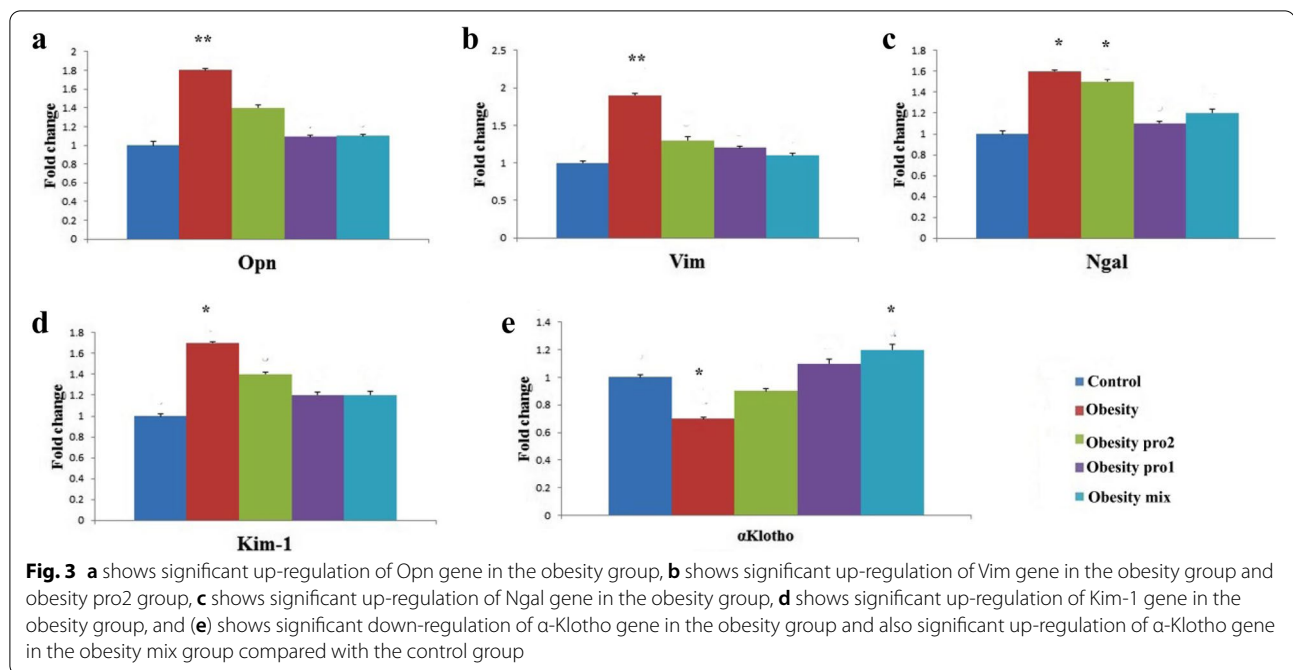 a
**
2
1.8
1.6
1.4
1.2
1
0.8
0.6
0.4
0.2
0
Fold change
Opn
b
**
2.5
2
1.5
1
0.5
0
Fold change
Vim
c
* *
1.8
1.6
1.4
1.2
1
0.8
0.6
0.4
0.2
0
Fold change
Ngal
d
*
1.8
1.6
1.4
1.2
1
0.8
0.6
0.4
0.2
0
Fold change
Kim-1
e
*
*
1.4
1.2
1
0.8
0.6
0.4
0.2
0
Fold change
αKlotho
Control
Obesity
Obesity pro2
Obesity pro1
Obesity mix
Fig. 3 a shows significant up-regulation of Opn gene in the obesity group, b shows significant up-regulation of Vim gene in the obesity group and
obesity pro2 group, c shows significant up-regulation of Ngal gene in the obesity group, d shows significant up-regulation of Kim-1 gene in the
obesity group, and (e) shows significant down-regulation of α-Klotho gene in the obesity group and also significant up-regulation of α-Klotho gene
in the obesity mix group compared with the control group